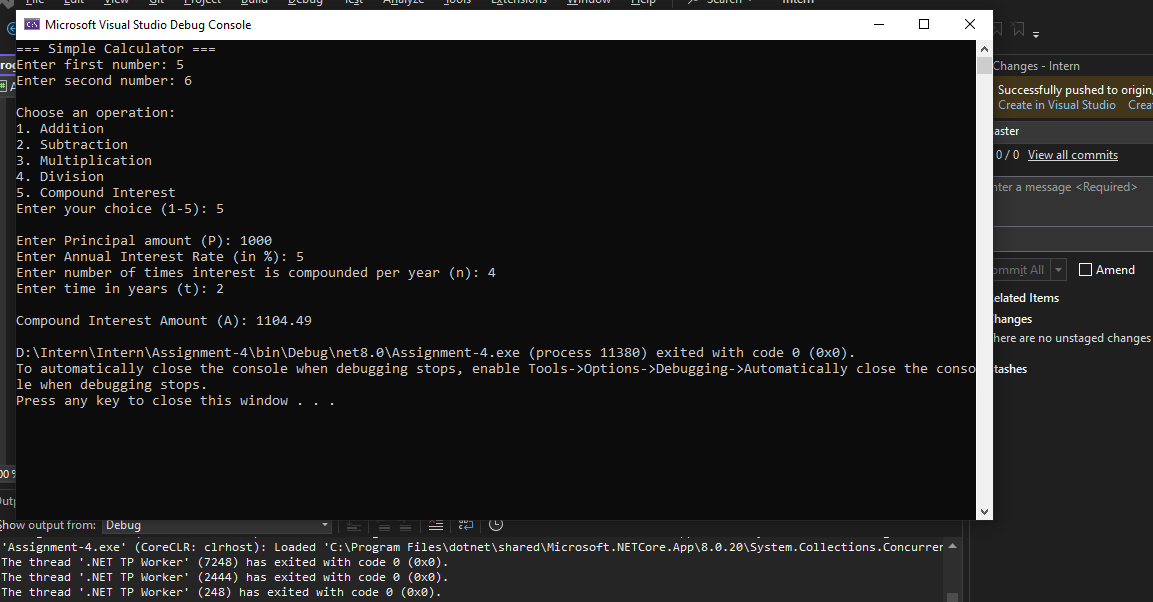 Microsoft Visual Studio Debug Console
=== Simple Calculator ===
Enter first number: 5
Enter second number: 6
Choose an operation:
1. Addition
2. Subtraction
3. Multiplication
4. Division
5. Compound Interest
Enter your choice (1-5): 5
Enter Principal amount (P): 1000
Enter Annual Interest Rate (in %): 5
Enter number of times interest is compounded per year (n): 4
Enter time in years (t): 2
Compound Interest Amount (A): 1104.49
D:\Intern\Intern\Assignment-4\bin\Debug\net8.0\Assignment-4.exe (process 11380) exited with code 0 (0x0).
To automatically close the console when debugging stops, enable Tools->Options->Debugging->Automatically close the conso
le when debugging stops.
Press any key to close this window . . .
Changes - Intern
Successfully pushed to origin,
Create in Visual Studio Crea
aster
0 / 0 View all commits
nter a message <Required>
ommit All Amend
elated Items
hanges
here are no unstaged changes
tashes
how output from: Debug
'Assignment-4.exe' (CoreCLR: clrhost): Loaded 'C:\Program Files\dotnet\shared\Microsoft.NETCore.App\8.0.20\System.Collections.Concurrer
The thread '.NET TP Worker' (7248) has exited with code 0 (0x0).
The thread '.NET TP Worker' (2444) has exited with code 0 (0x0).
The thread '.NET TP Worker' (248) has exited with code 0 (0x0).